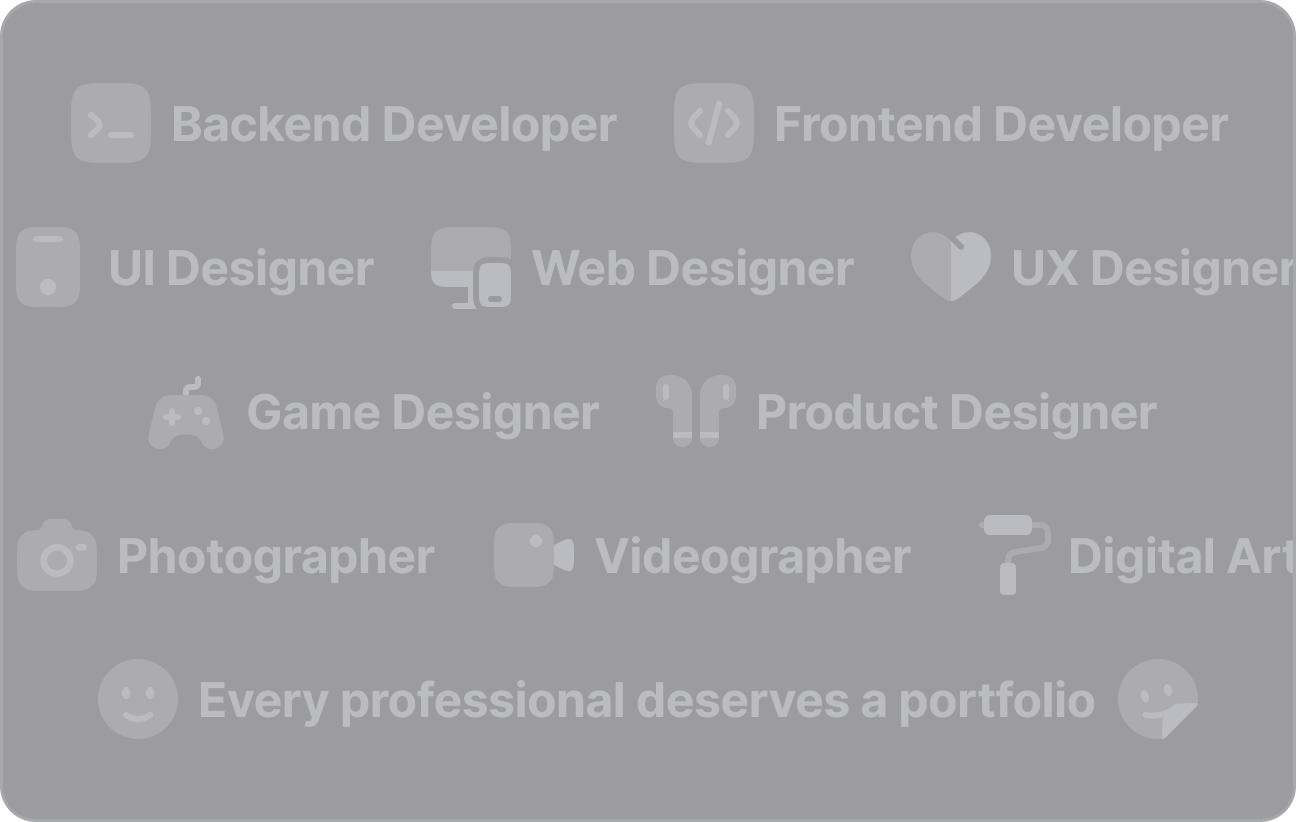 Backend Developer Frontend Developer
UI Designer Web Designer UX Designer
Game Designer Product Designer
Photographer Videographer Digital Art
Every professional deserves a portfolio